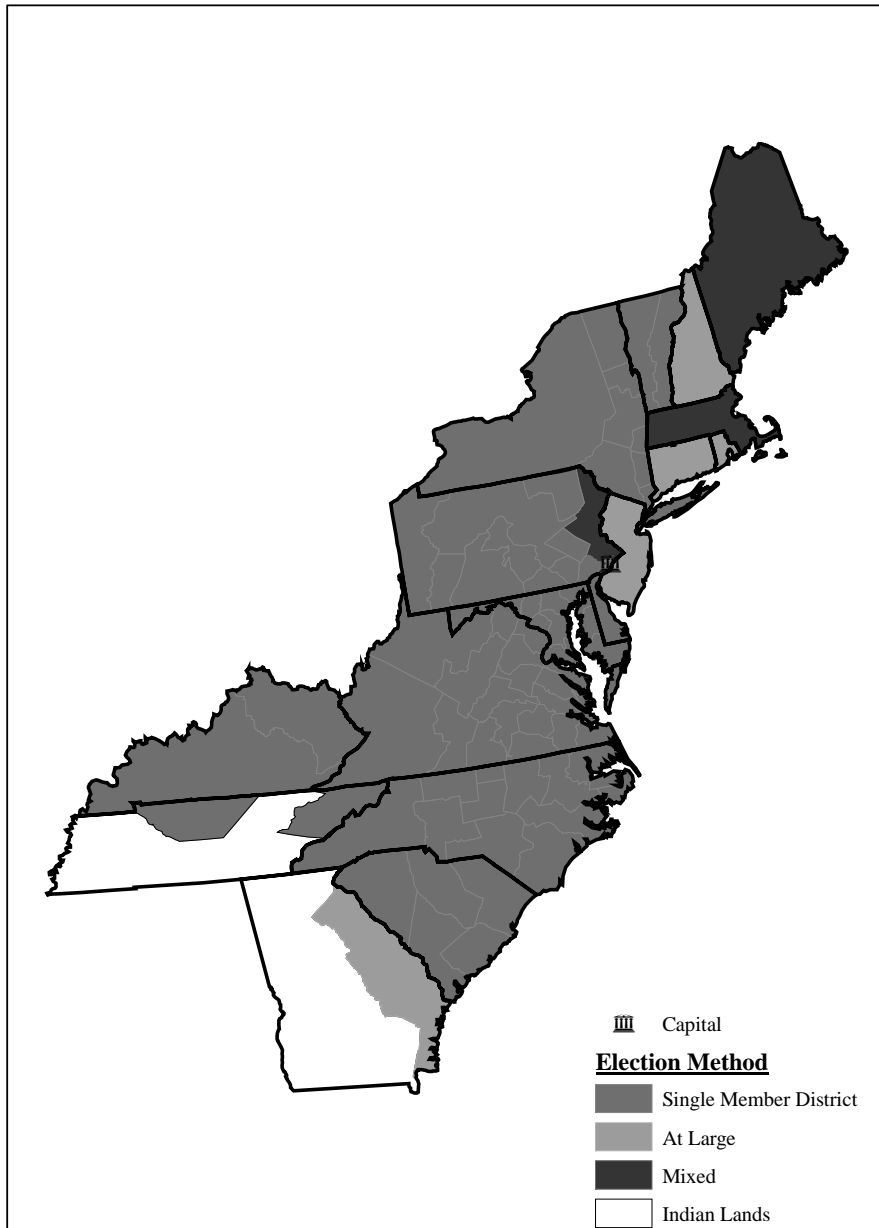 Capital
Election Method
Single Member District
At Large
Mixed
Indian Lands